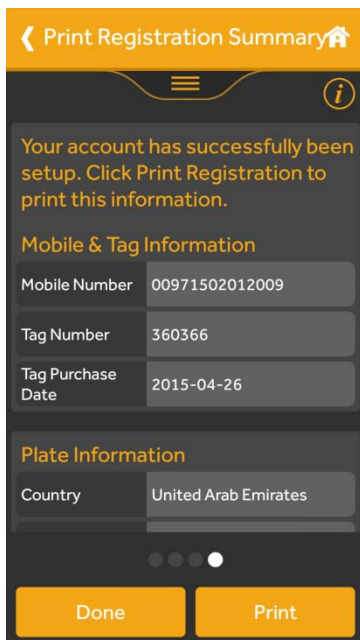 Print Registration Summary
Your account has successfully been
setup. Click Print Registration to
print this information.
Mobile & Tag Information
Mobile Number 00971502012009
Tag Number 360366
Tag Purchase
Date 2015-04-26
Plate Information
Country United Arab Emirates
Done Print